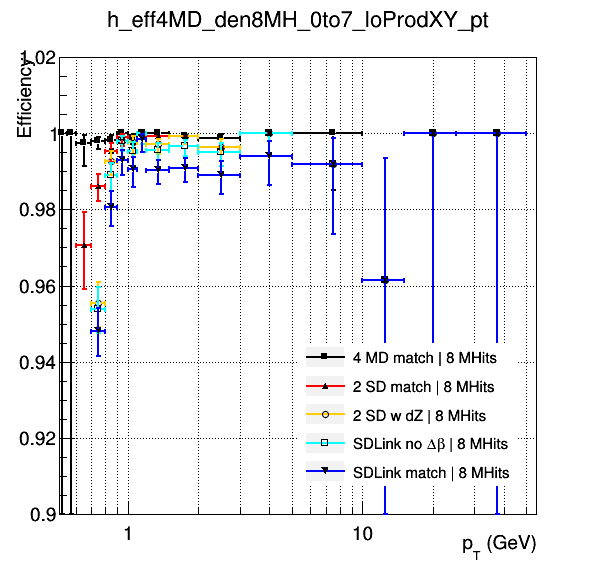 h_eff4MD_den8MH_0to7_loProdXY_pt
Efficiency
1.02
1
0.98
0.96
0.94
0.92
0.9
4 MD match | 8 MHits
2 SD match | 8 MHits
2 SD w dZ | 8 MHits
SDLink no Δβ | 8 MHits
SDLink match | 8 MHits
1
10
p_T (GeV)